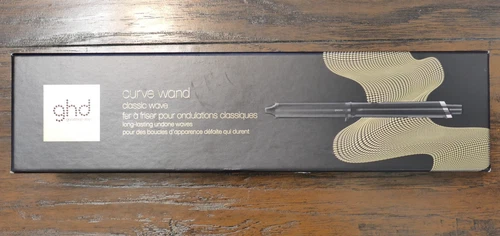 ghd
curve wand
classic wave
fer à friser pour ondulations classiques
long-lasting undone waves
pour des boucles d'apparence défaite qui durent